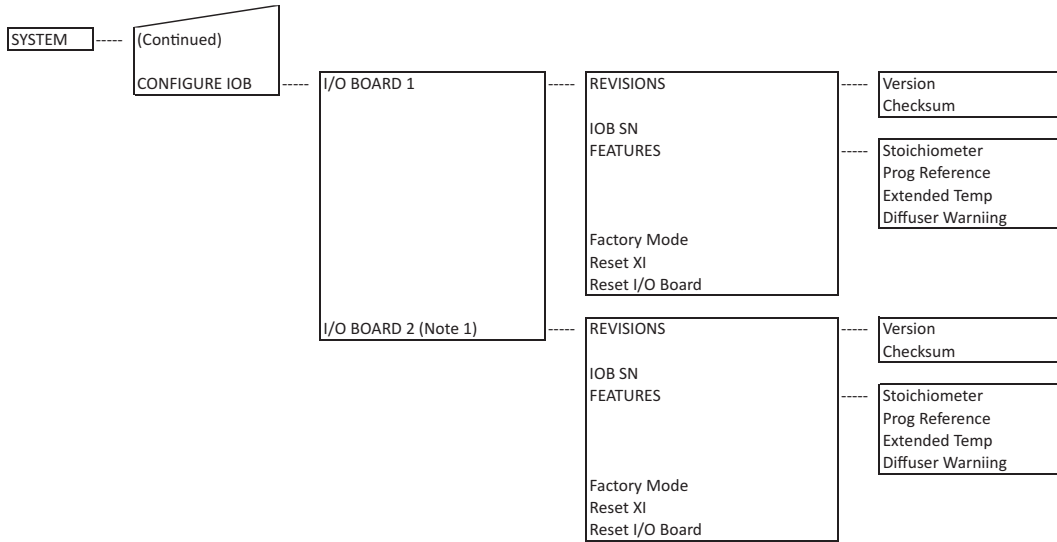 SYSTEM ----- (Continued)
CONFIGURE IOB ----- I/O BOARD 1 ----- REVISIONS ----- Version
Checksum
IOB SN
FEATURES ----- Stoichiometer
Prog Reference
Extended Temp
Diffuser Warniing
Factory Mode
Reset XI
Reset I/O Board
I/O BOARD 2 (Note 1) ----- REVISIONS ----- Version
Checksum
IOB SN
FEATURES ----- Stoichiometer
Prog Reference
Extended Temp
Diffuser Warniing
Factory Mode
Reset XI
Reset I/O Board